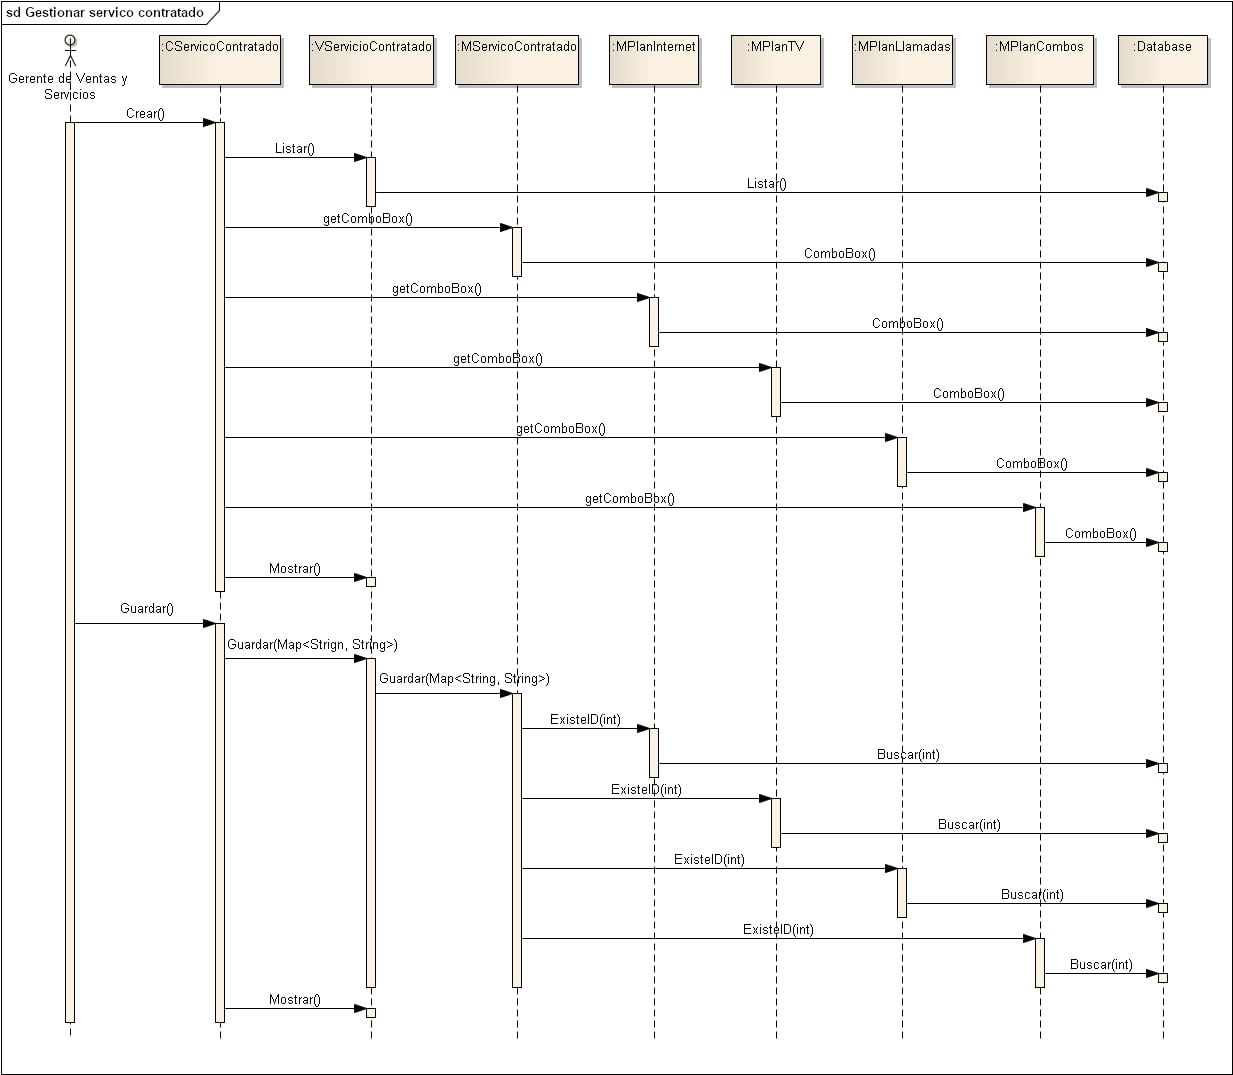 sd Gestionar servico contratado
Gerente de Ventas y
Servicios
:CServicoContratado
:VServicioContratado
:MServicoContratado
:MPlanInternet
:MPlanTV
:MPlanLlamadas
:MPlanCombos
:Database
Crear()
Listar()
Listar()
getComboBox()
ComboBox()
getComboBox()
ComboBox()
getComboBox()
ComboBox()
getComboBox()
ComboBox()
getComboBox()
ComboBox()
Mostrar()
Guardar()
Guardar(Map<Strign, String>)
Guardar(Map<String, String>)
ExisteID(int)
Buscar(int)
ExisteID(int)
Buscar(int)
ExisteID(int)
Buscar(int)
ExisteID(int)
Buscar(int)
Mostrar()